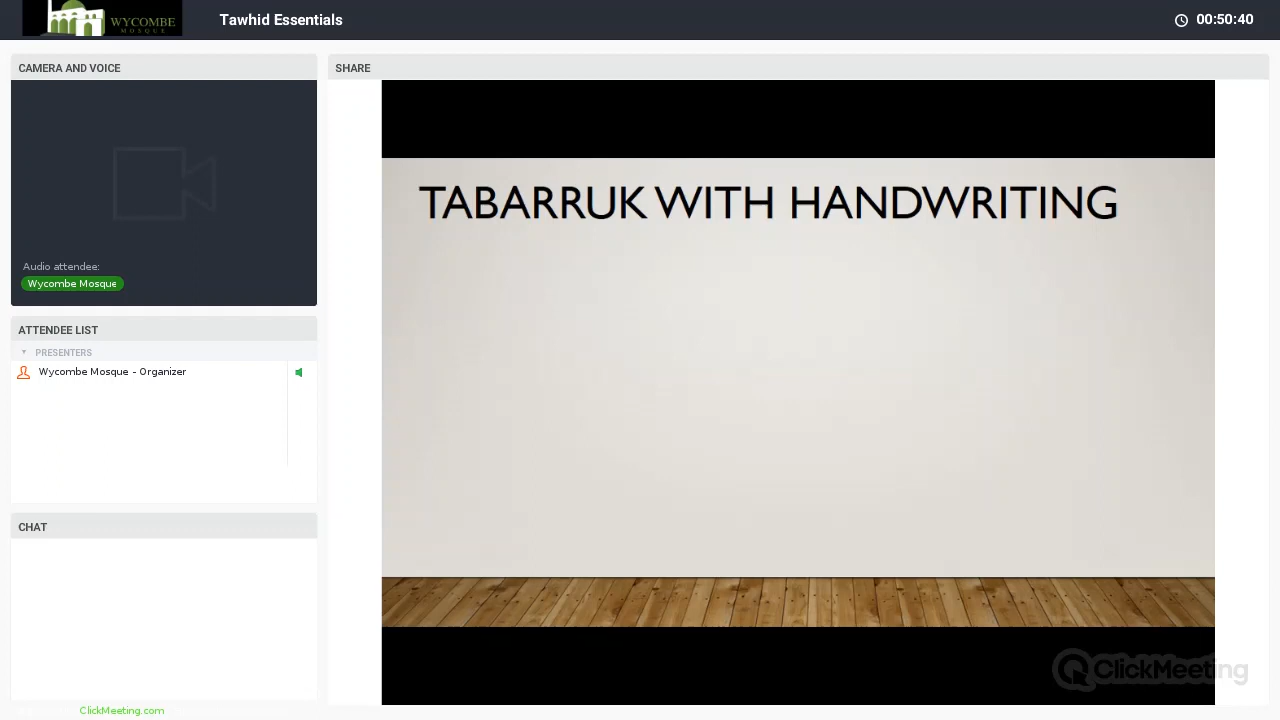 WYCOMBE
MOSQUE
Tawhid Essentials
00:50:40
CAMERA AND VOICE
Audio attendee:
Wycombe Mosque
ATTENDEE LIST
PRESENTERS
Wycombe Mosque - Organizer
CHAT
ClickMeeting.com
SHARE
TABARRUK WITH HANDWRITING
ClickMeeting